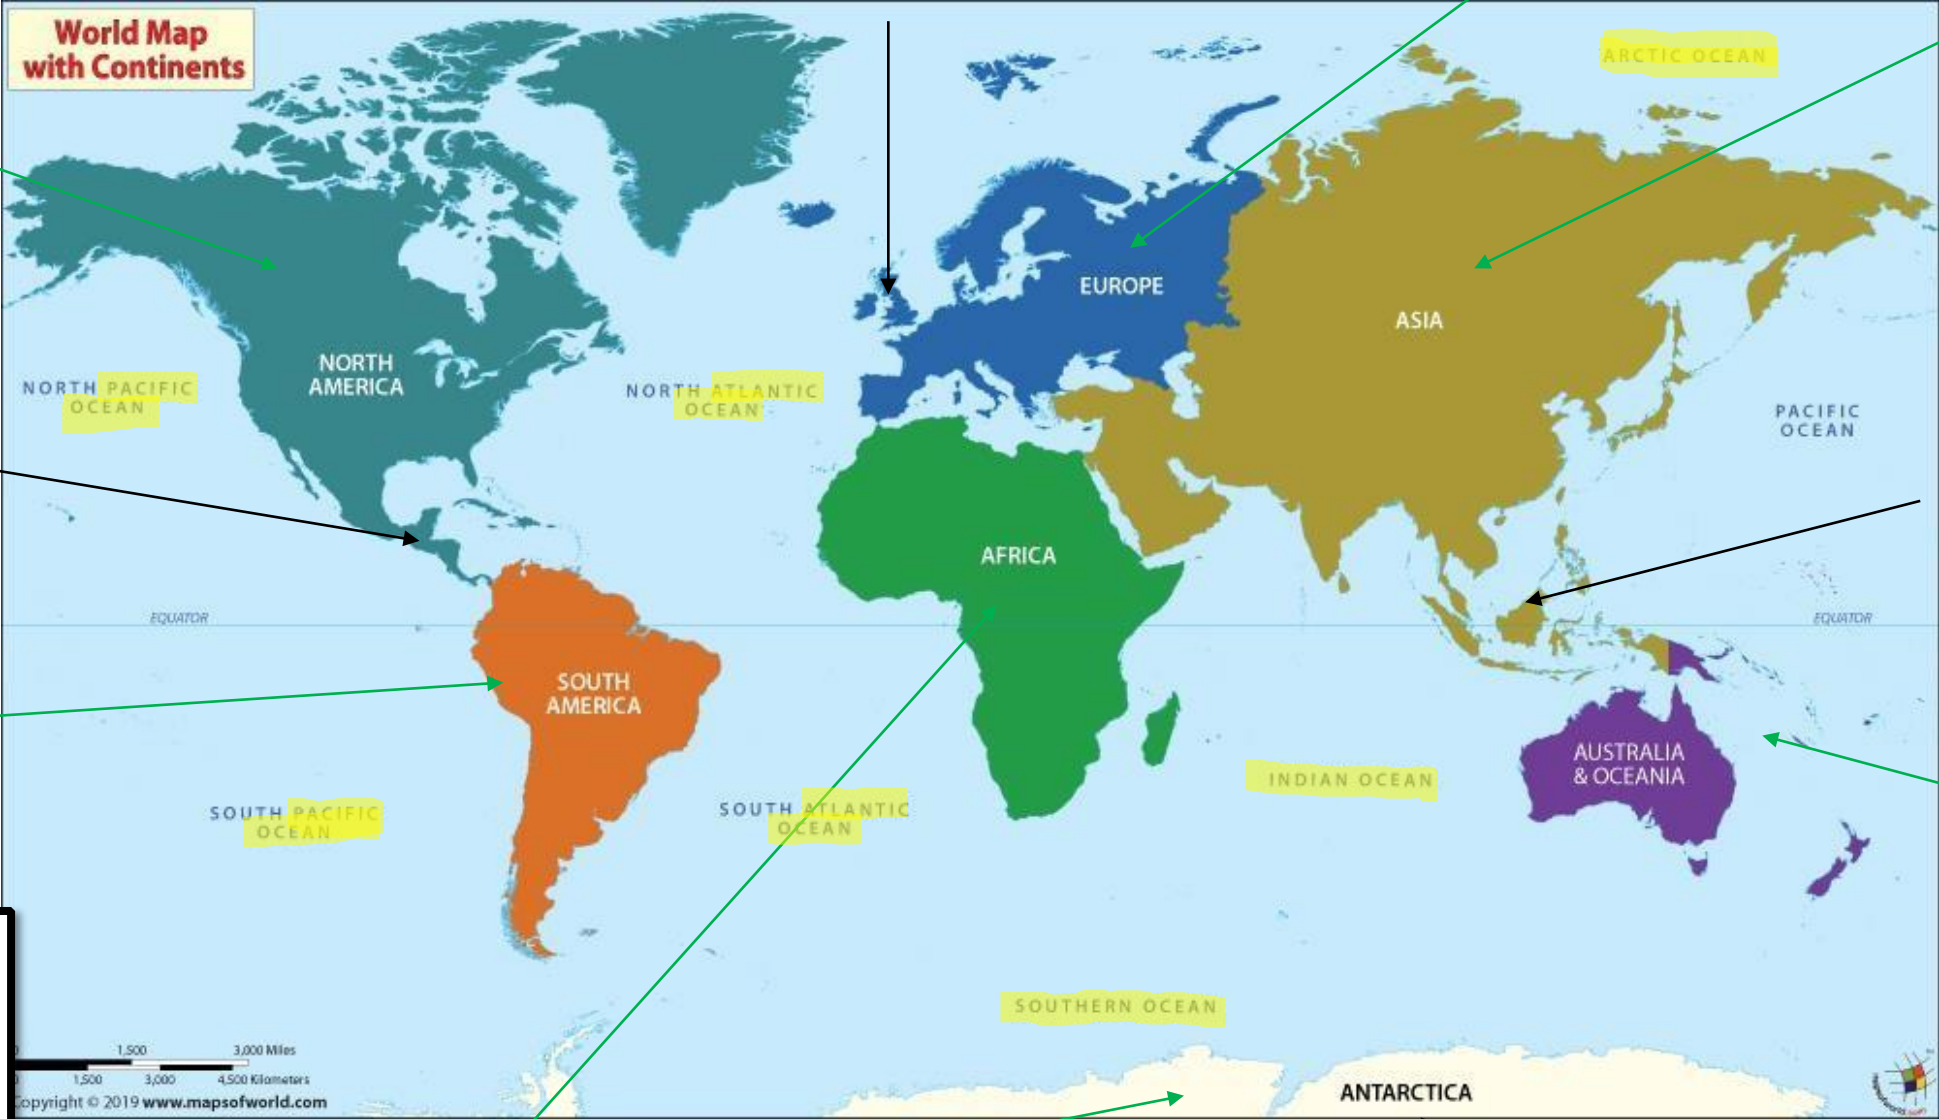 World Map
with Continents
ARCTIC OCEAN
EUROPE
ASIA
NORTH
AMERICA
NORTH PACIFIC
OCEAN
NORTH ATLANTIC
OCEAN
PACIFIC
OCEAN
AFRICA
EQUATOR
EQUATOR
SOUTH
AMERICA
AUSTRALIA
& OCEANIA
INDIAN OCEAN
SOUTH PACIFIC
OCEAN
SOUTH ATLANTIC
OCEAN
SOUTHERN OCEAN
1,500 3,000 Miles
1,500 3,000 4,500 Kilometers
Copyright © 2019 www.mapsofworld.com
ANTARCTICA